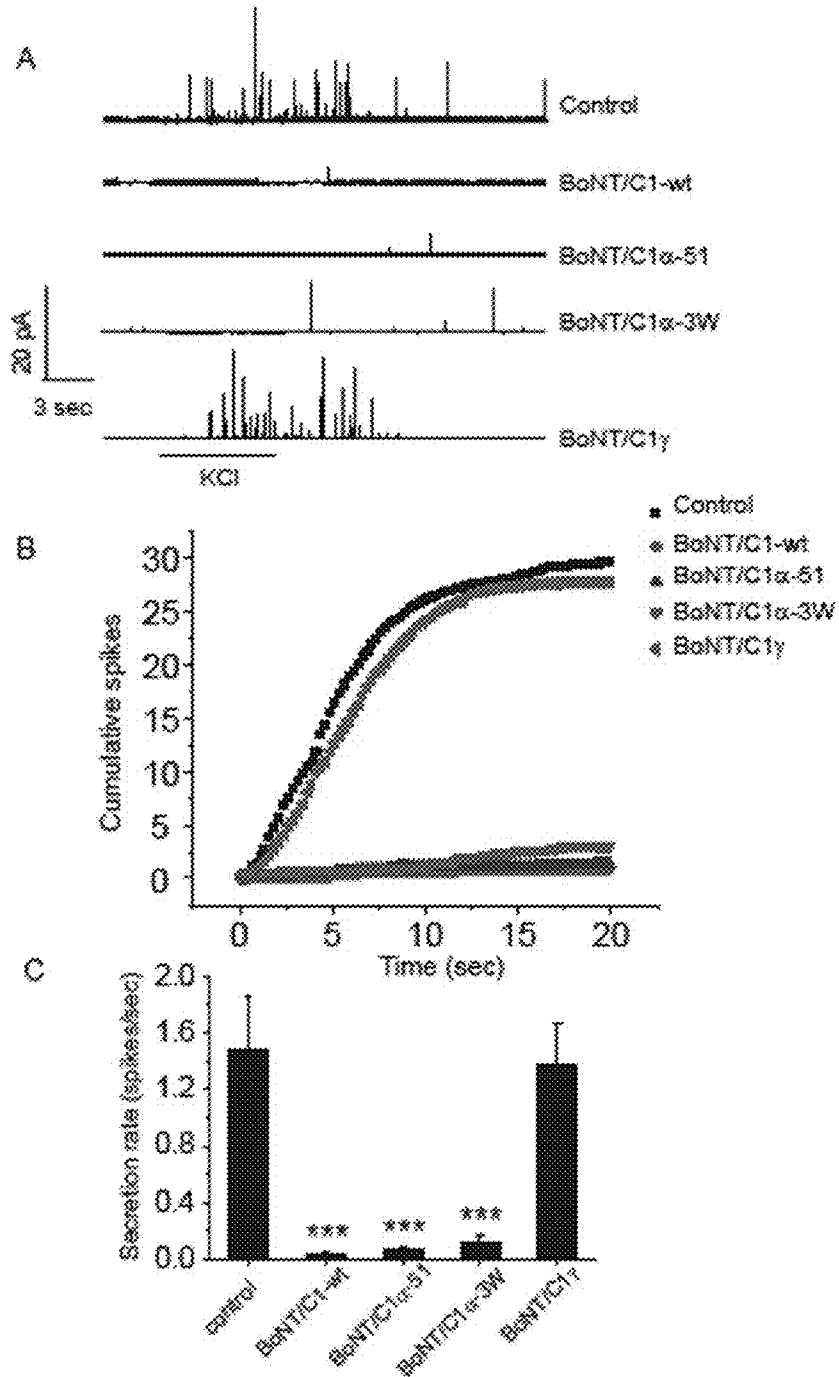 A
Control
BoNT/C1-wt
BoNT/C1α-51
BoNT/C1α-3W
20 pA
3 sec
BoNT/C1γ
KCl
B
Control
BoNT/C1-wt
BoNT/C1α-51
BoNT/C1α-3W
BoNT/C1γ
Cumulative spikes
30
25
20
15
10
5
0
0 5 10 15 20
Time (sec)
C
Secretion rate (spikes/sec)
2.0
1.6
1.2
0.8
0.4
0.0
*** *** ***
control
BoNT/C1-wt
BoNT/C1α-51
BoNT/C1α-3W
BoNT/C1γ